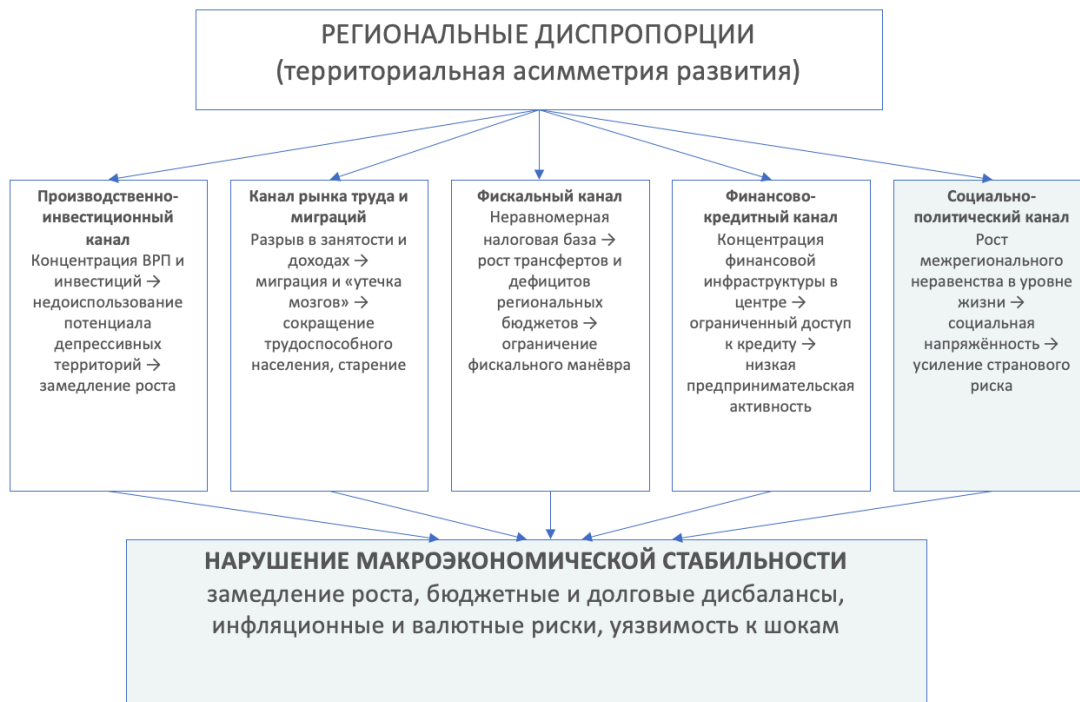 РЕГИОНАЛЬНЫЕ ДИСПРОПОРЦИИ
(территориальная асимметрия развития)
Производственно-
инвестиционный
канал
Концентрация ВРП и
инвестиций →
недоиспользование
потенциала
депрессивных
территорий →
замедление роста
Канал рынка труда и
миграций
Разрыв в занятости и
доходах →
миграция и «утечка
мозгов» →
сокращение
трудоспособного
населения, старение
Фискальный канал
Неравномерная
налоговая база →
рост трансфертов и
дефицитов
региональных
бюджетов →
ограничение
фискального манёвра
Финансово-
кредитный канал
Концентрация
финансовой
инфраструктуры в
центре →
ограниченный доступ
к кредиту →
низкая
предпринимательская
активность
Социально-
политический канал
Рост
межрегионального
неравенства в уровне
жизни →
социальная
напряжённость →
усиление странового
риска
НАРУШЕНИЕ МАКРОЭКОНОМИЧЕСКОЙ СТАБИЛЬНОСТИ
замедление роста, бюджетные и долговые дисбалансы,
инфляционные и валютные риски, уязвимость к шокам